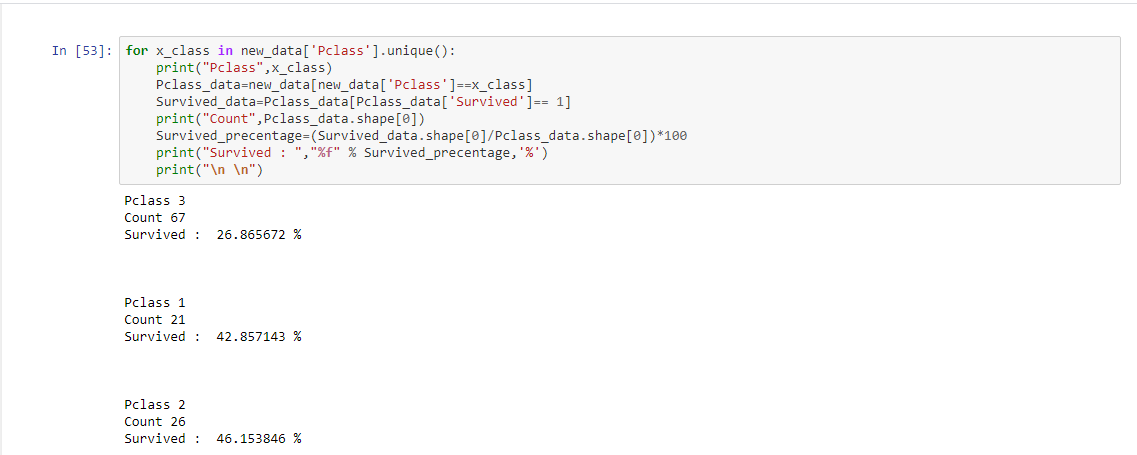 In [53]: for x_class in new_data['Pclass'].unique():
    print("Pclass",x_class)
    Pclass_data=new_data[new_data['Pclass']==x_class]
    Survived_data=Pclass_data[Pclass_data['Survived']== 1]
    print("Count",Pclass_data.shape[0])
    Survived_precentage=(Survived_data.shape[0]/Pclass_data.shape[0])*100
    print("Survived : ","%f" % Survived_precentage,'%')
    print("\n \n")
Pclass 3
Count 67
Survived :  26.865672 %
Pclass 1
Count 21
Survived :  42.857143 %
Pclass 2
Count 26
Survived :  46.153846 %